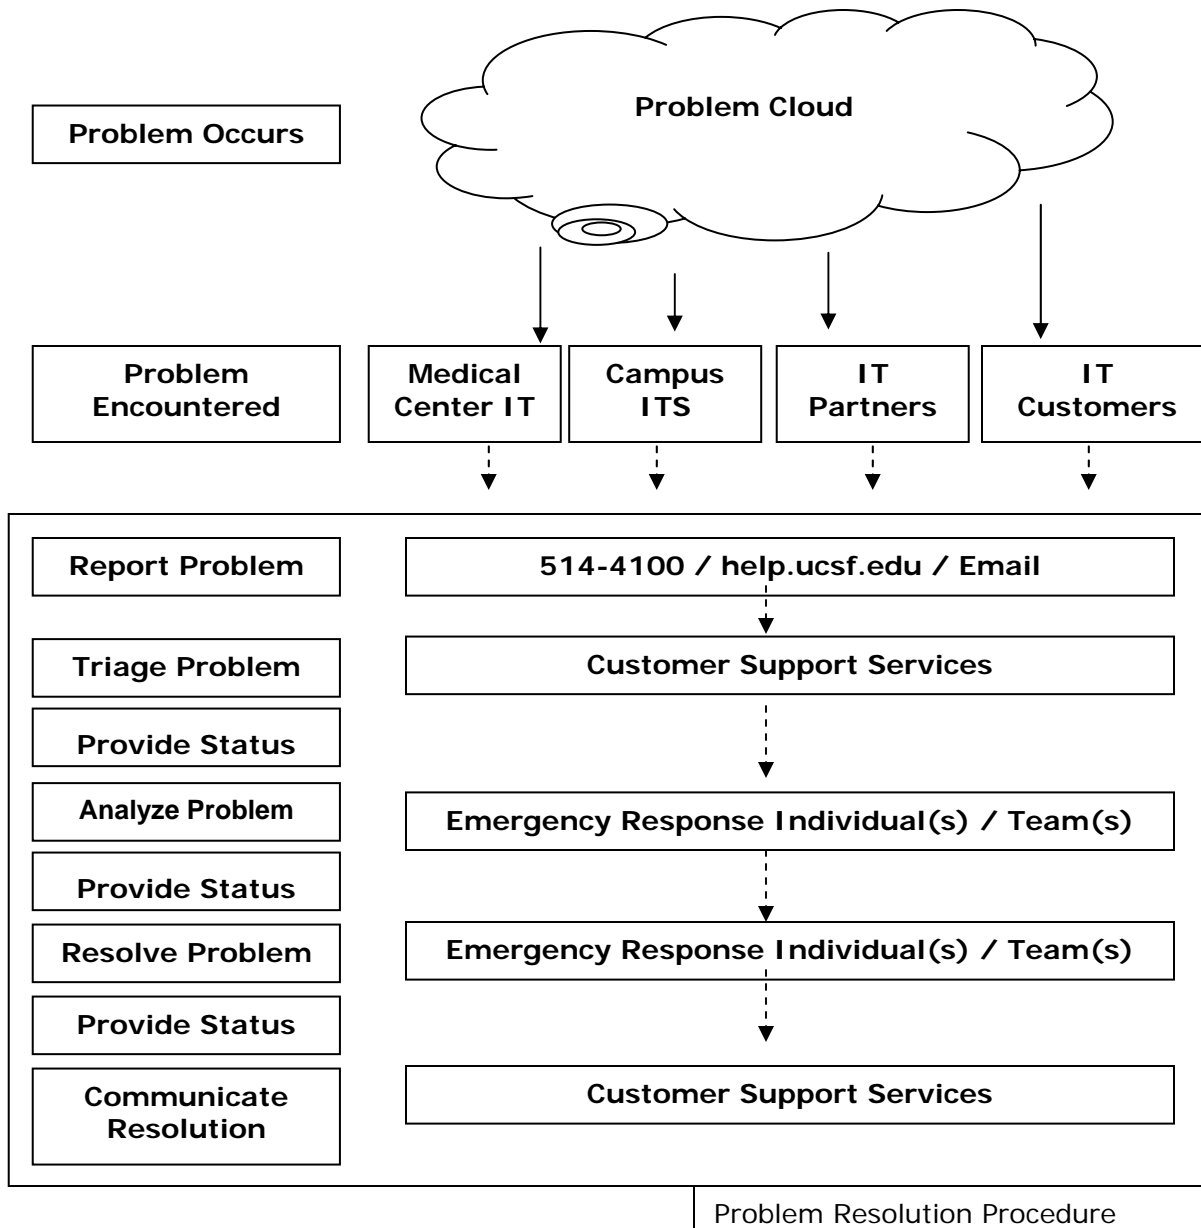 Problem Cloud
Problem Occurs
Problem
Encountered
Medical
Center IT
Campus
ITS
IT
Partners
IT
Customers
Report Problem
514-4100 / help.ucsf.edu / Email
Triage Problem
Customer Support Services
Provide Status
Analyze Problem
Emergency Response Individual(s) / Team(s)
Provide Status
Resolve Problem
Emergency Response Individual(s) / Team(s)
Provide Status
Communicate
Resolution
Customer Support Services
Problem Resolution Procedure